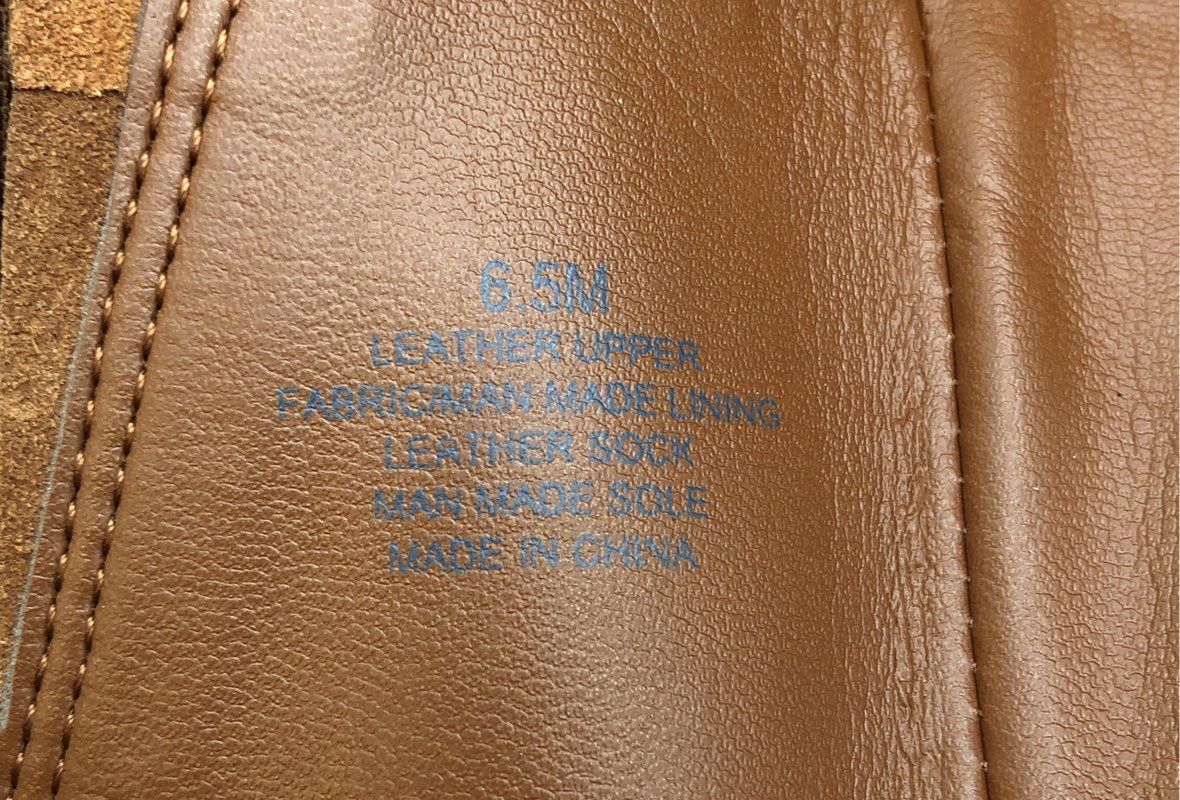 6.5M
LEATHER UPPER
FABRIC/MAN MADE LINING
LEATHER SOCK
MAN MADE SOLE
MADE IN CHINA